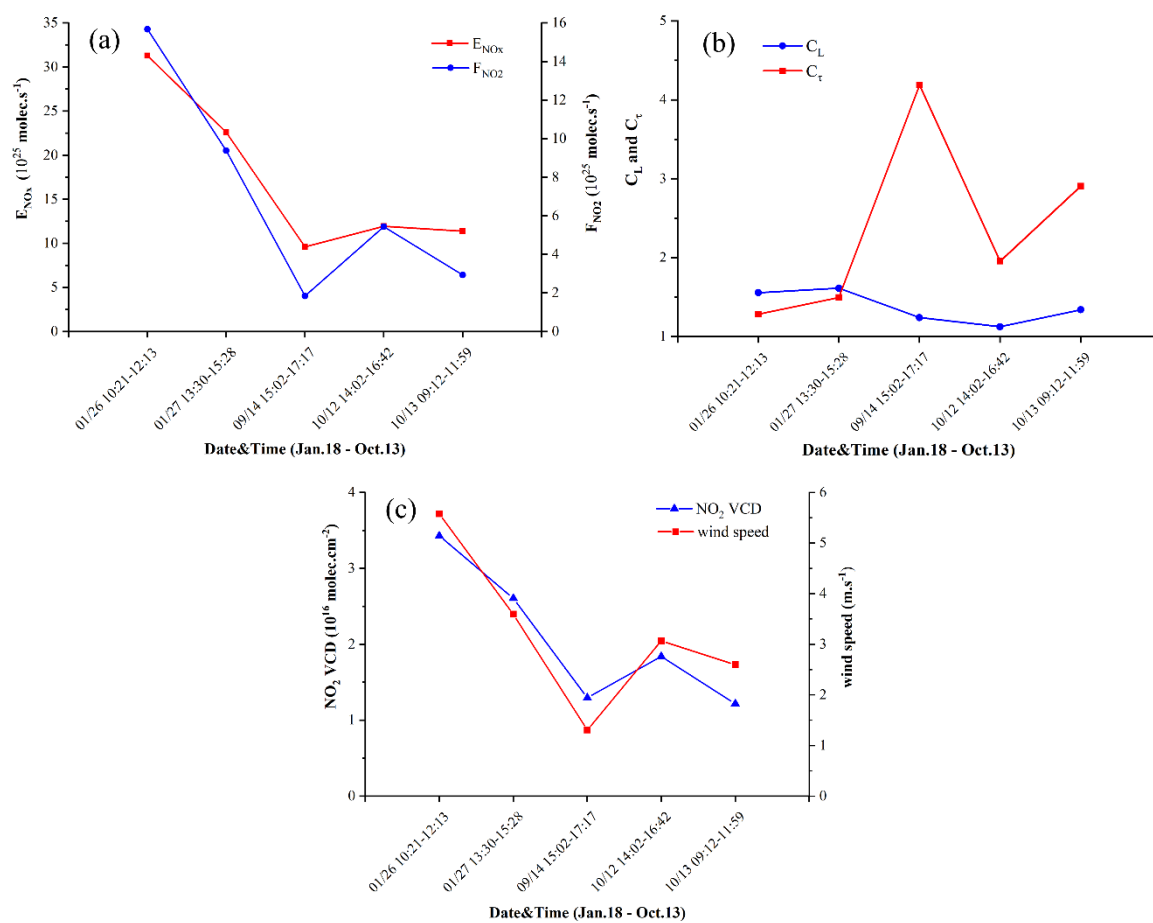 (a)
E_NOx
F_NO2
35
30
25
20
15
10
5
0
16
14
12
10
8
6
4
2
0
E_NOx (10^25 molec.s^-1)
F_NO2 (10^25 molec.s^-1)
01/26 10:21-12:13
01/27 13:30-15:28
09/14 15:02-17:17
10/12 14:02-16:42
10/13 09:12-11:59
Date&Time (Jan.18 - Oct.13)
(b)
C_L
C_τ
5
4
3
2
1
C_L and C_τ
01/26 10:21-12:13
01/27 13:30-15:28
09/14 15:02-17:17
10/12 14:02-16:42
10/13 09:12-11:59
Date&Time (Jan.18 - Oct.13)
(c)
NO₂ VCD
wind speed
4
3
2
1
0
6
5
4
3
2
1
0
NO₂ VCD (10^16 molec.cm^-2)
wind speed (m.s^-1)
01/26 10:21-12:13
01/27 13:30-15:28
09/14 15:02-17:17
10/12 14:02-16:42
10/13 09:12-11:59
Date&Time (Jan.18 - Oct.13)